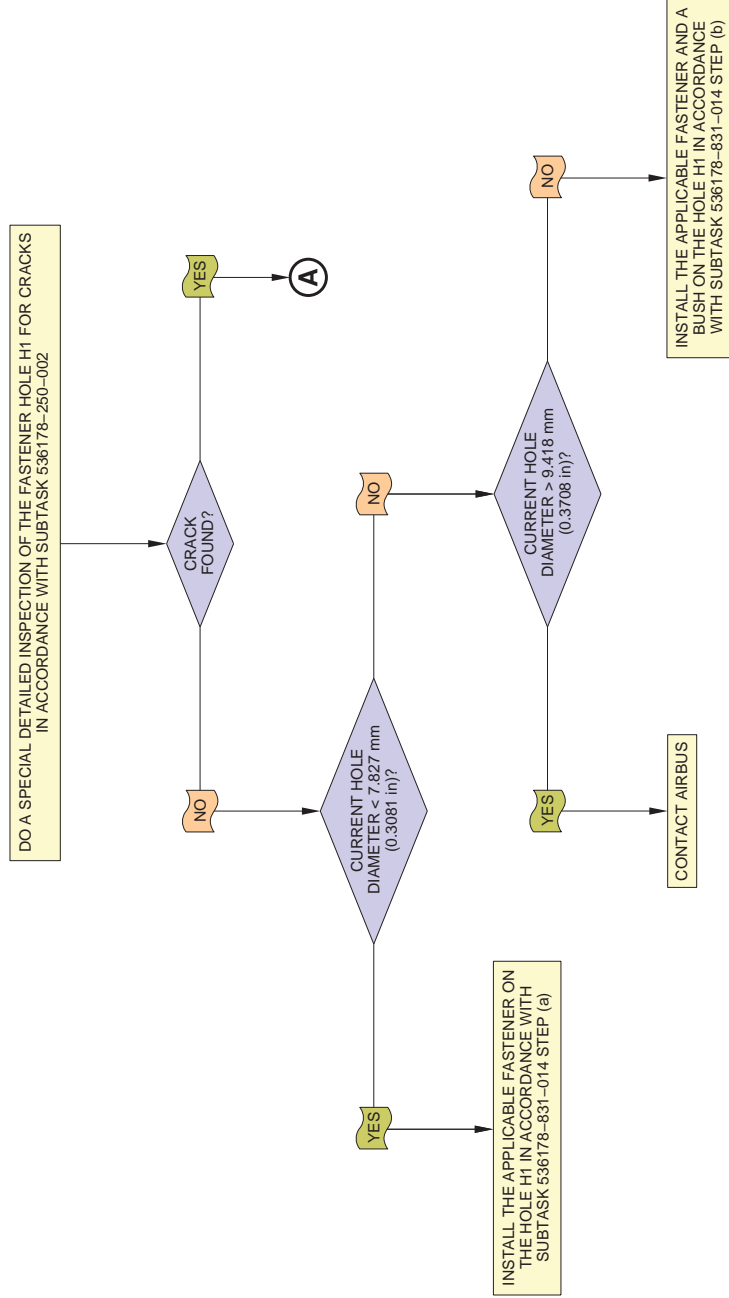 DO A SPECIAL DETAILED INSPECTION OF THE FASTENER HOLE H1 FOR CRACKS
IN ACCORDANCE WITH SUBTASK 536178–250–002
CRACK
FOUND?
NO
YES
A
CURRENT HOLE
DIAMETER < 7.827 mm
(0.3081 in)?
YES
NO
INSTALL THE APPLICABLE FASTENER ON
THE HOLE H1 IN ACCORDANCE WITH
SUBTASK 536178–831–014 STEP (a)
CURRENT HOLE
DIAMETER > 9.418 mm
(0.3708 in)?
YES
NO
CONTACT AIRBUS
INSTALL THE APPLICABLE FASTENER AND A
BUSH ON THE HOLE H1 IN ACCORDANCE
WITH SUBTASK 536178–831–014 STEP (b)